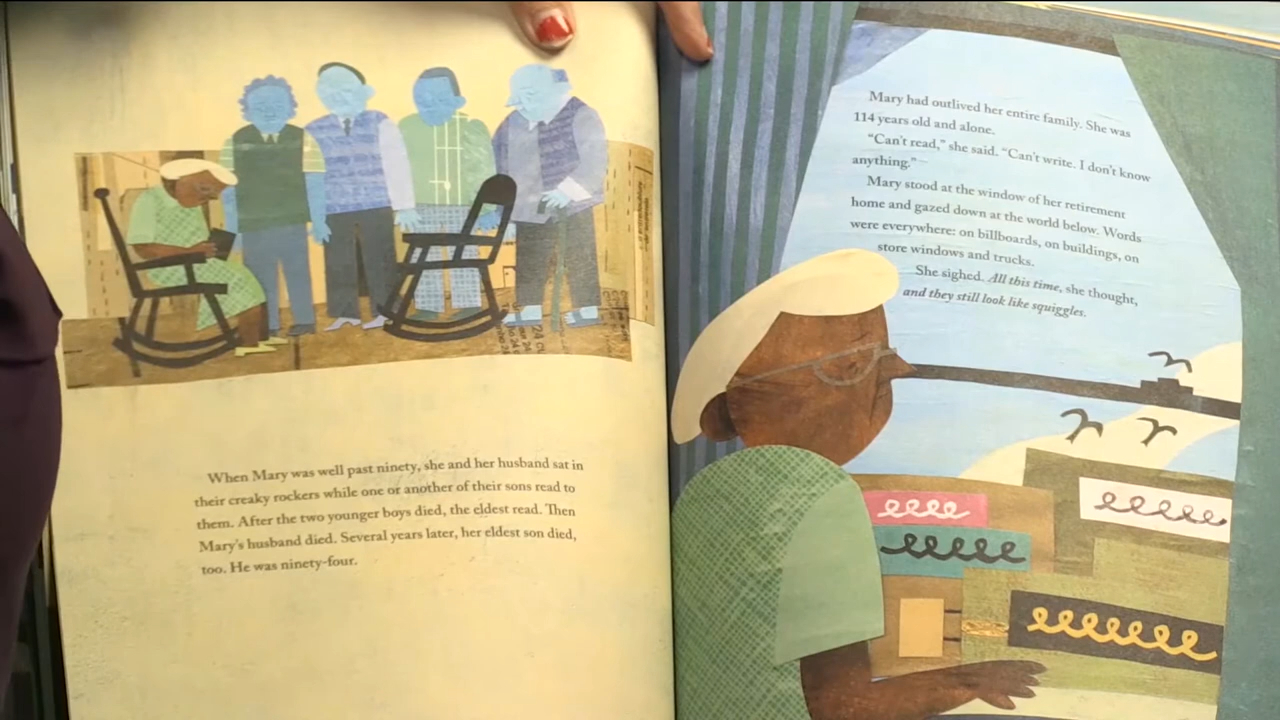 When Mary was well past ninety, she and her husband sat in
their creaky rockers while one or another of their sons read to
them. After the two younger boys died, the eldest read. Then
Mary's husband died. Several years later, her eldest son died,
too. He was ninety-four.
Mary had outlived her entire family. She was
114 years old and alone.
"Can't read," she said. "Can't write. I don't know
anything."
Mary stood at the window of her retirement
home and gazed down at the world below. Words
were everywhere: on billboards, on buildings, on
store windows and trucks.
She sighed. All this time, she thought,
and they still look like squiggles.